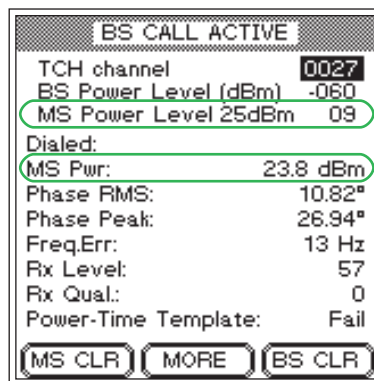 BS CALL ACTIVE
TCH channel 0027
BS Power Level (dBm) -060
MS Power Level 25dBm 09
Dialed:
MS Pwr: 23.8 dBm
Phase RMS: 10.82°
Phase Peak: 26.94°
Freq.Err: 13 Hz
Rx Level: 57
Rx Qual.: 0
Power-Time Template: Fail
MS CLR MORE BS CLR